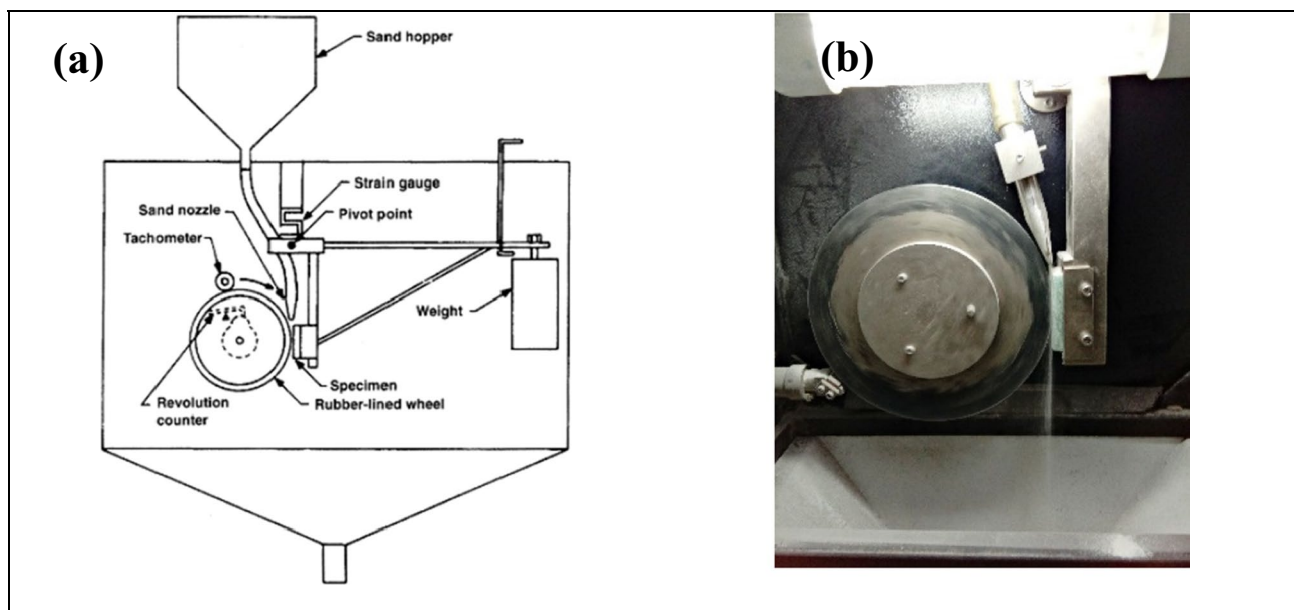 (a)
Sand hopper
Strain gauge
Sand nozzle
Pivot point
Tachometer
Weight
Specimen
Rubber-lined wheel
Revolution
counter
(b)